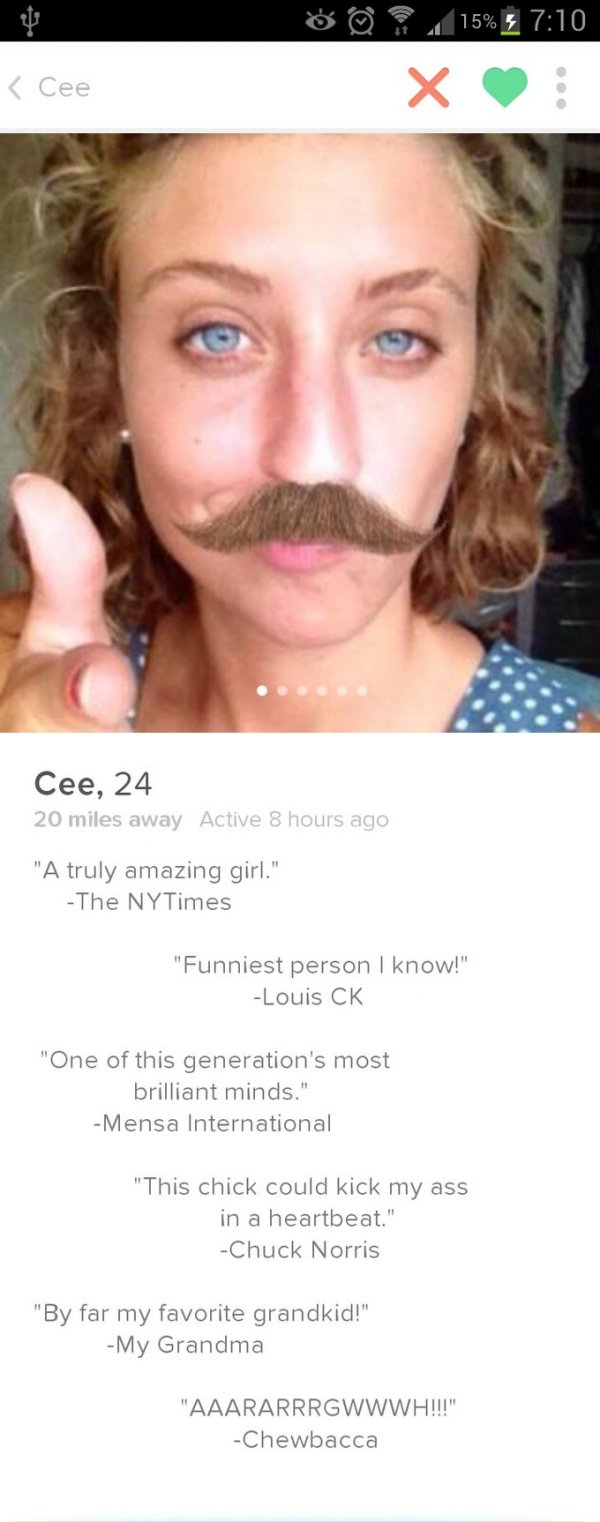 15% 7:10
Cee
Cee, 24
20 miles away Active 8 hours ago
"A truly amazing girl."
-The NYTimes
"Funniest person I know!"
-Louis CK
"One of this generation's most
brilliant minds."
-Mensa International
"This chick could kick my ass
in a heartbeat."
-Chuck Norris
"By far my favorite grandkid!"
-My Grandma
"AAARARRRGWWWH!!!"
-Chewbacca